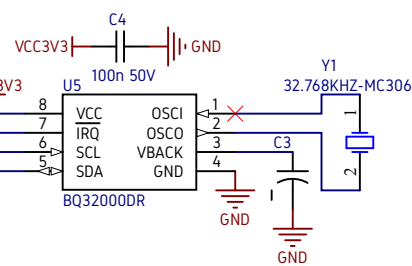 C4
VCC3V3
GND
100n 50V
Y1
3V3
U5
32.768KHZ-MC306
8 VCC OSCI 1
7 IRQ OSCO 2
6 SCL VBACK 3
5 SDA GND 4
C3
1
2
BQ32000DR
GND
GND